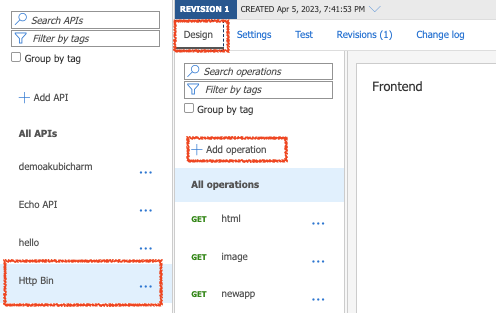 Search APIs
Filter by tags
Group by tag
Add API
All APIs
demoakubicharm
...
Echo API
...
hello
...
Http Bin
...
REVISION 1
CREATED Apr 5, 2023, 7:41:53 PM
Design
Settings
Test
Revisions (1)
Change log
Search operations
Filter by tags
Group by tag
Add operation
All operations
GET html
...
GET image
...
GET newapp
...
Frontend